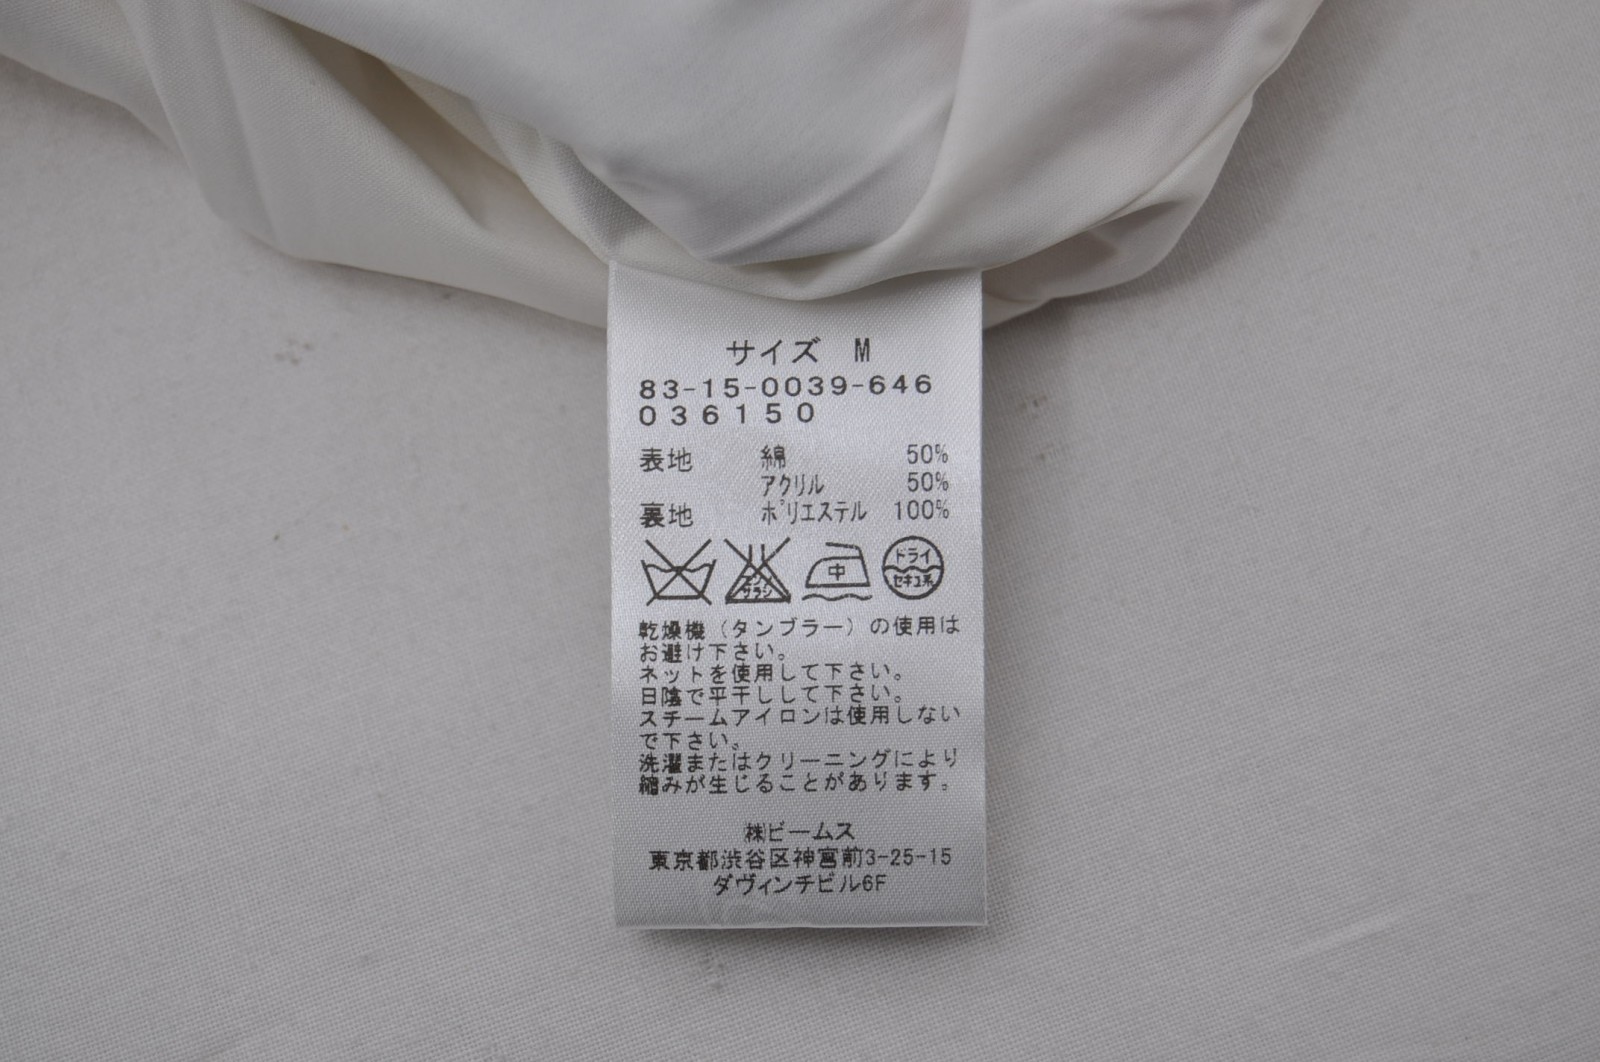 サイズ M
83-15-0039-646
036150
表地 綿 50%
アクリル 50%
裏地 ポリエステル 100%
エンソサラシ 中 ドライ セキユ系
乾燥機（タンブラー）の使用は
お避け下さい。
ネットを使用して下さい。
日陰で平干しして下さい。
スチームアイロンは使用しない
で下さい。
洗濯またはクリーニングにより
縮みが生じることがあります。
㈱ビームス
東京都渋谷区神宮前3-25-15
ダヴィンチビル6F